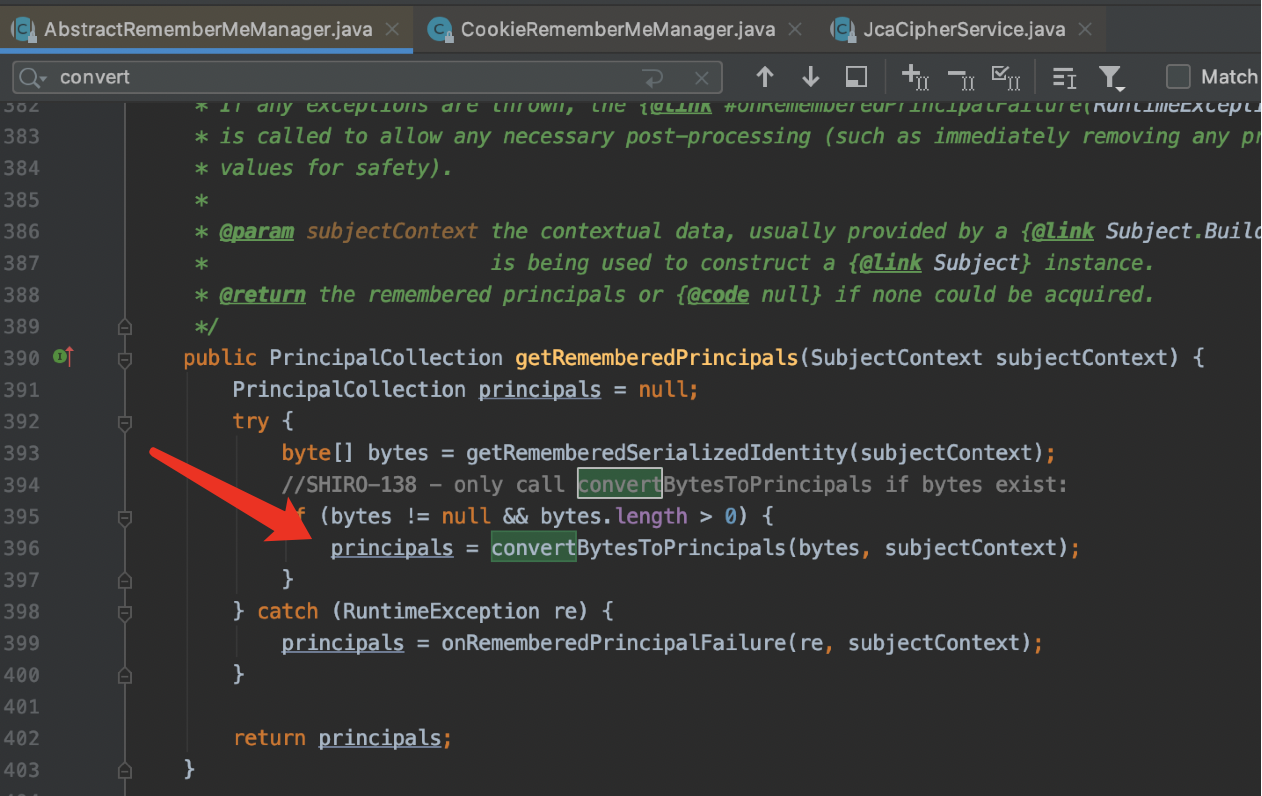 AbstractRememberMeManager.java CookieRememberMeManager.java JcaCipherService.java
convert Match
382 * If any exceptions are thrown, the {@link #onRememberedPrincipalFailure(RuntimeExcepti
383 * is called to allow any necessary post-processing (such as immediately removing any pr
384 * values for safety).
385 *
386 * @param subjectContext the contextual data, usually provided by a {@link Subject.Build
387 * is being used to construct a {@link Subject} instance.
388 * @return the remembered principals or {@code null} if none could be acquired.
389 */
390 public PrincipalCollection getRememberedPrincipals(SubjectContext subjectContext) {
391 PrincipalCollection principals = null;
392 try {
393 byte[] bytes = getRememberedSerializedIdentity(subjectContext);
394 //SHIRO-138 - only call convertBytesToPrincipals if bytes exist:
395 f (bytes != null && bytes.length > 0) {
396 principals = convertBytesToPrincipals(bytes, subjectContext);
397 }
398 } catch (RuntimeException re) {
399 principals = onRememberedPrincipalFailure(re, subjectContext);
400 }
401
402 return principals;
403 }